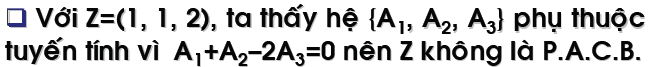 ❑ Với Z=(1, 1, 2), ta thấy hệ {A₁, A₂, A₃} phụ thuộc
tuyến tính vì A₁+A₂–2A₃=0 nên Z không là P.A.C.B.